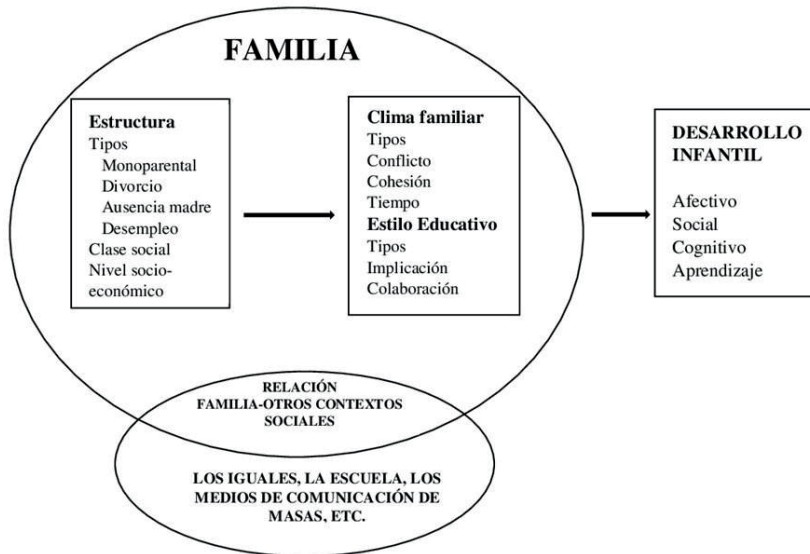 FAMILIA
Estructura
Tipos
Monoparental
Divorcio
Ausencia madre
Desempleo
Clase social
Nivel socio-
económico
Clima familiar
Tipos
Conflicto
Cohesión
Tiempo
Estilo Educativo
Tipos
Implicación
Colaboración
DESARROLLO
INFANTIL
Afectivo
Social
Cognitivo
Aprendizaje
RELACIÓN
FAMILIA-OTROS CONTEXTOS
SOCIALES
LOS IGUALES, LA ESCUELA, LOS
MEDIOS DE COMUNICACIÓN DE
MASAS, ETC.